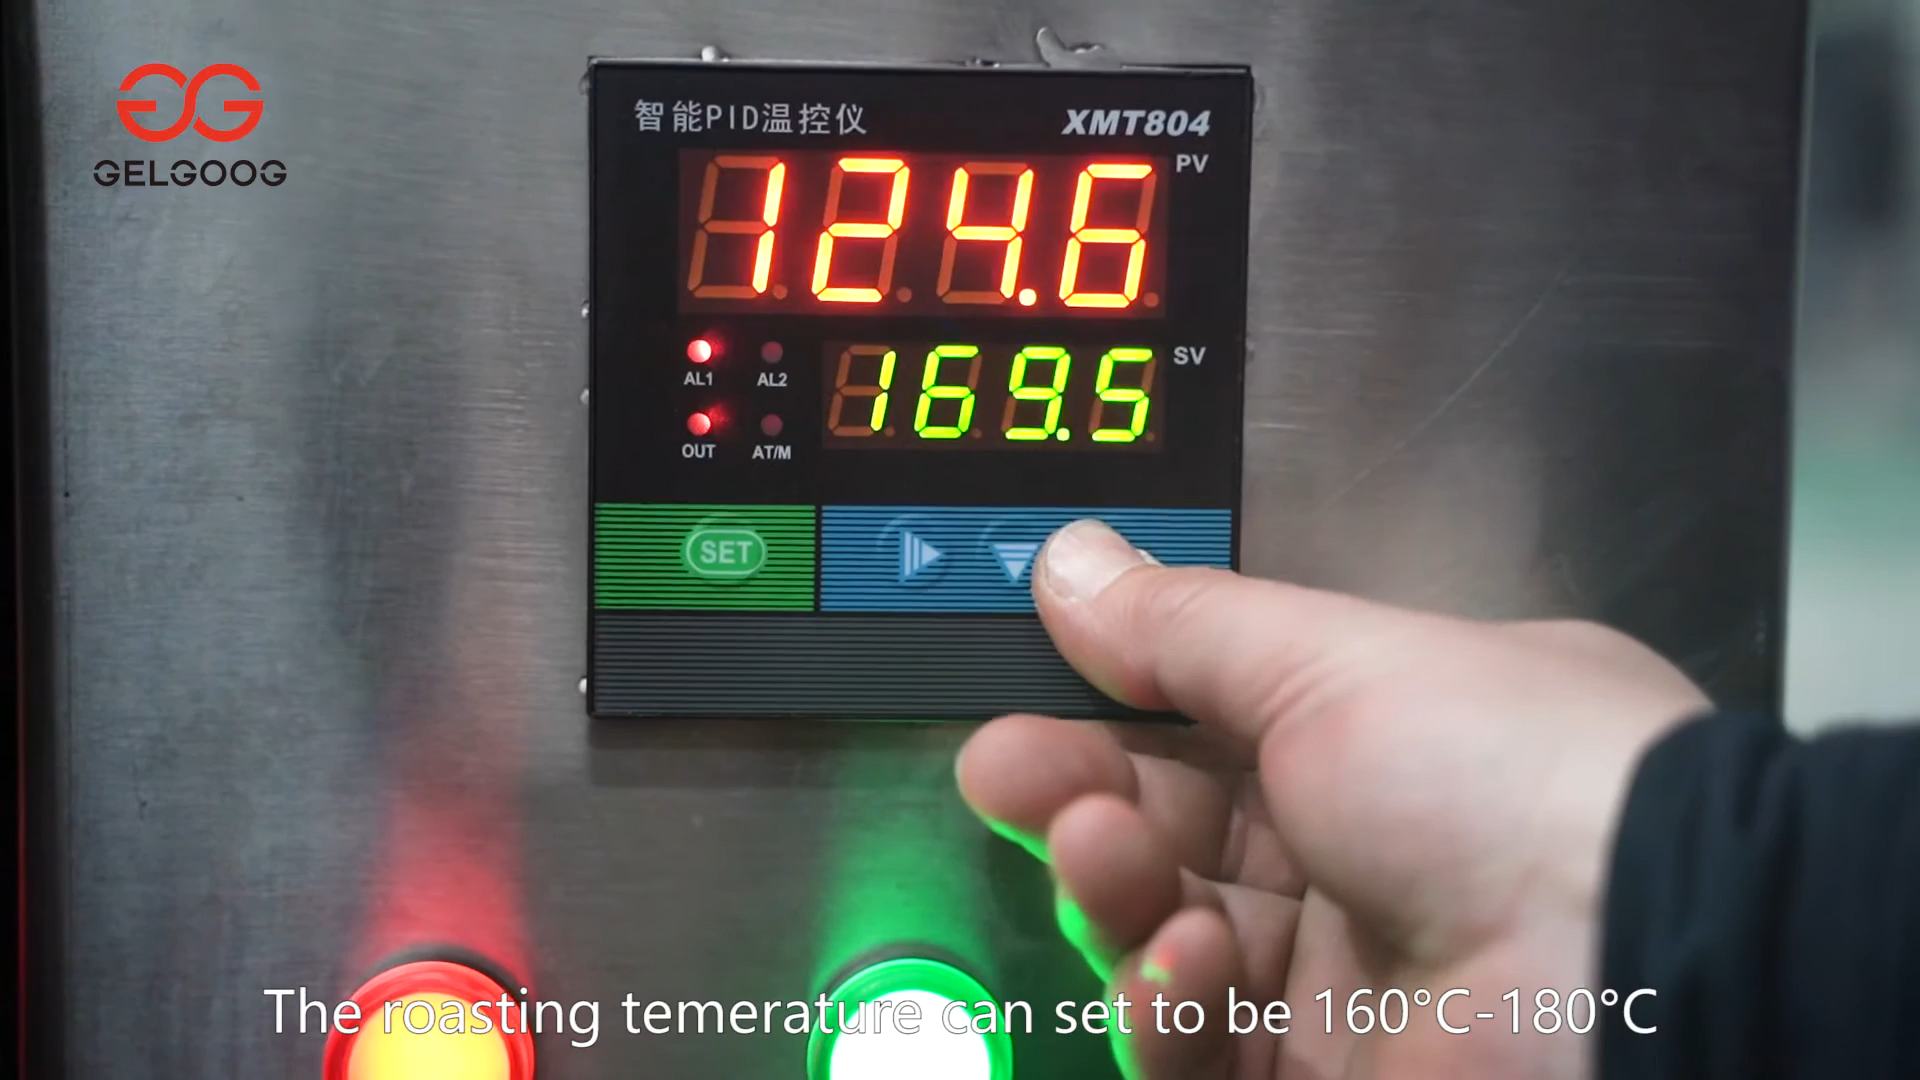 GELGOOG
智能PID温控仪
XMT804
PV
124.6
SV
169.5
AL1
AL2
OUT
AT/M
SET
The roasting temerature can set to be 160°C-180°C